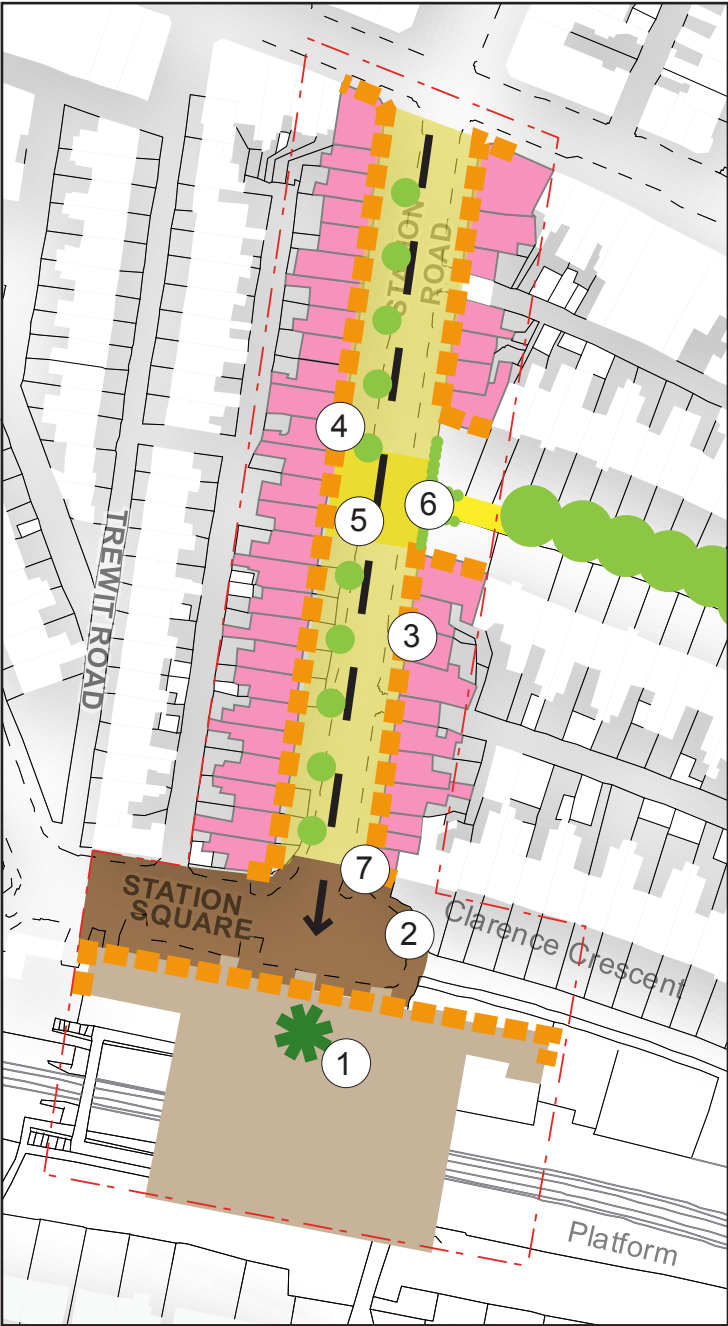 STATION
ROAD
4
5
6
TREWIT ROAD
3
7
STATION
SQUARE
2
Clarence Crescent
1
Platform